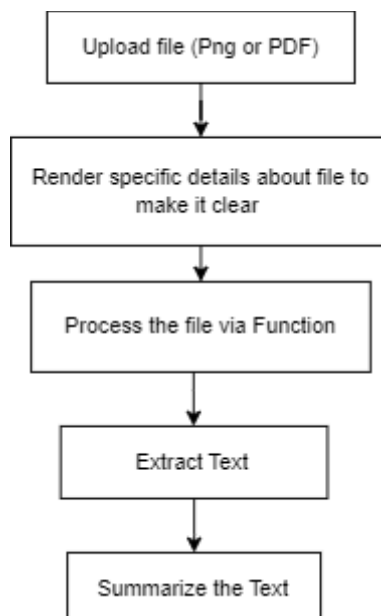 Upload file (Png or PDF)
Render specific details about file to
make it clear
Process the file via Function
Extract Text
Summarize the Text